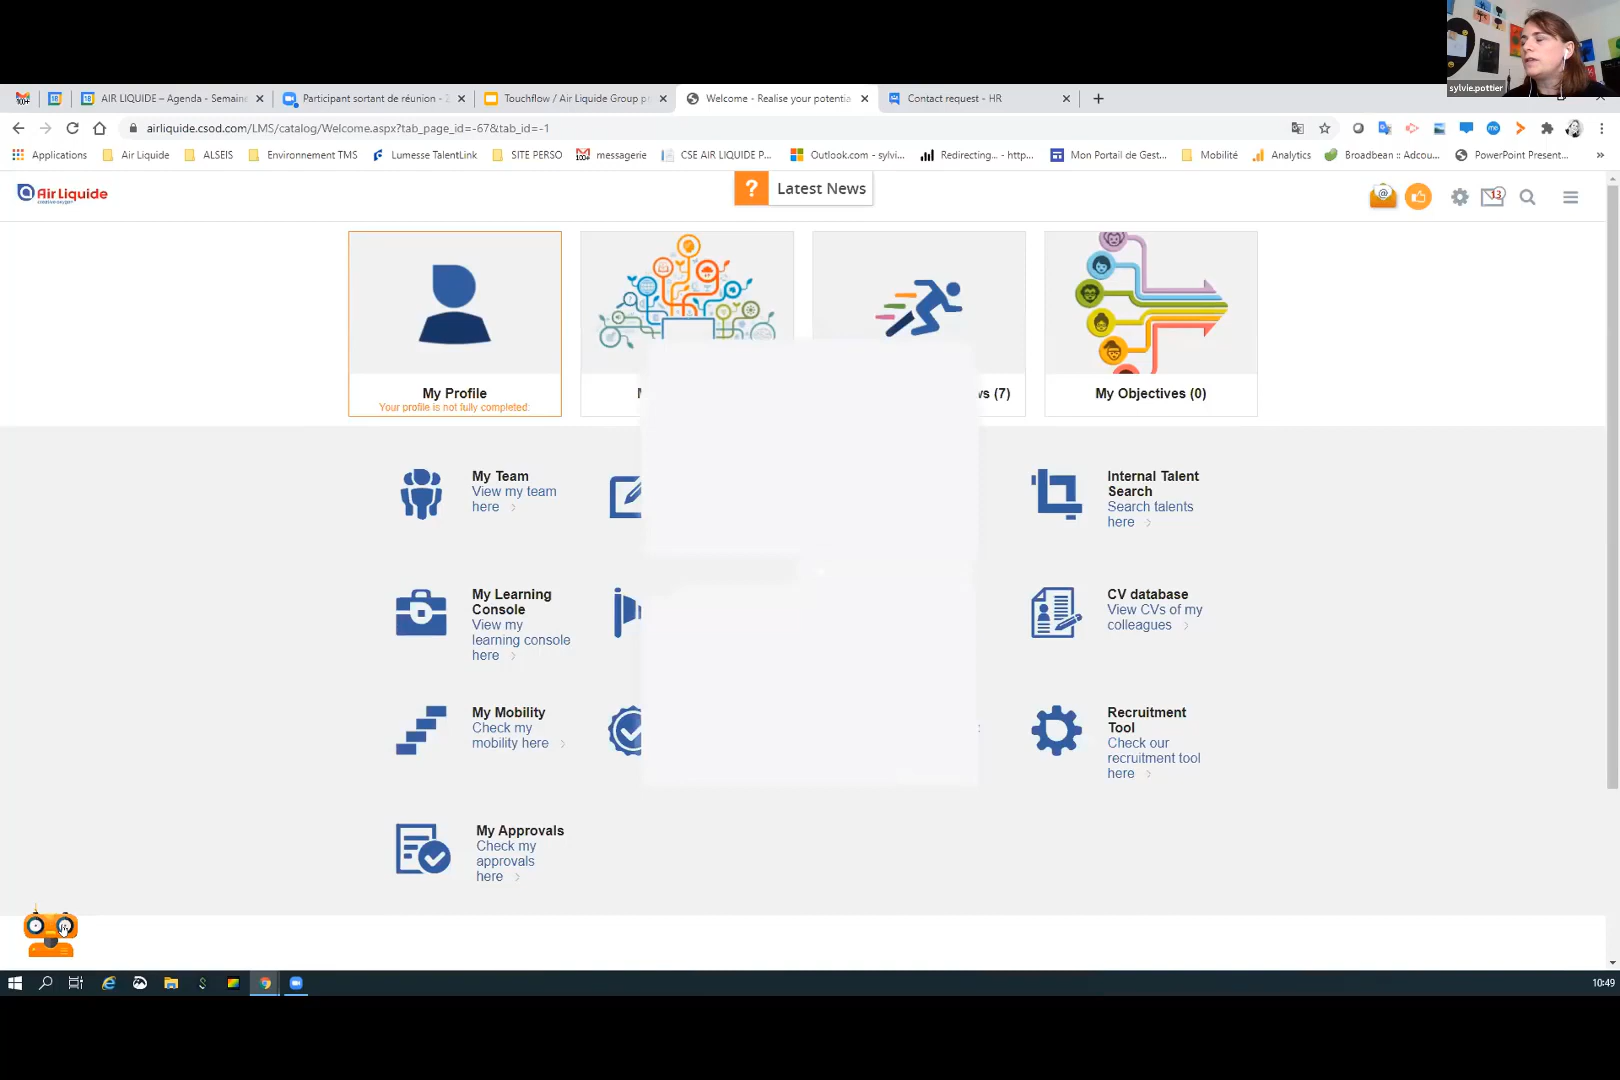 sylvie.pottier
AIR LIQUIDE – Agenda - Semaine
Participant sortant de réunion - 2
Touchflow / Air Liquide Group p
Welcome - Realise your potentia
Contact request - HR
airliquide.csod.com/LMS/catalog/Welcome.aspx?tab_page_id=-67&tab_id=-1
Applications
Air Liquide
ALSEIS
Environnement TMS
Lumesse TalentLink
SITE PERSO
messagerie
CSE AIR LIQUIDE P...
Outlook.com - sylvi...
Redirecting... - http...
Mon Portail de Gest...
Mobilité
Analytics
Broadbean :: Adcou...
PowerPoint Present...
Air Liquide
creative oxygen
? Latest News
13
My Profile
Your profile is not fully completed:
s (7)
My Objectives (0)
My Team
View my team
here
Internal Talent
Search
Search talents
here
My Learning
Console
View my
learning console
here
CV database
View CVs of my
colleagues
My Mobility
Check my
mobility here
Recruitment
Tool
Check our
recruitment tool
here
My Approvals
Check my
approvals
here
10:49